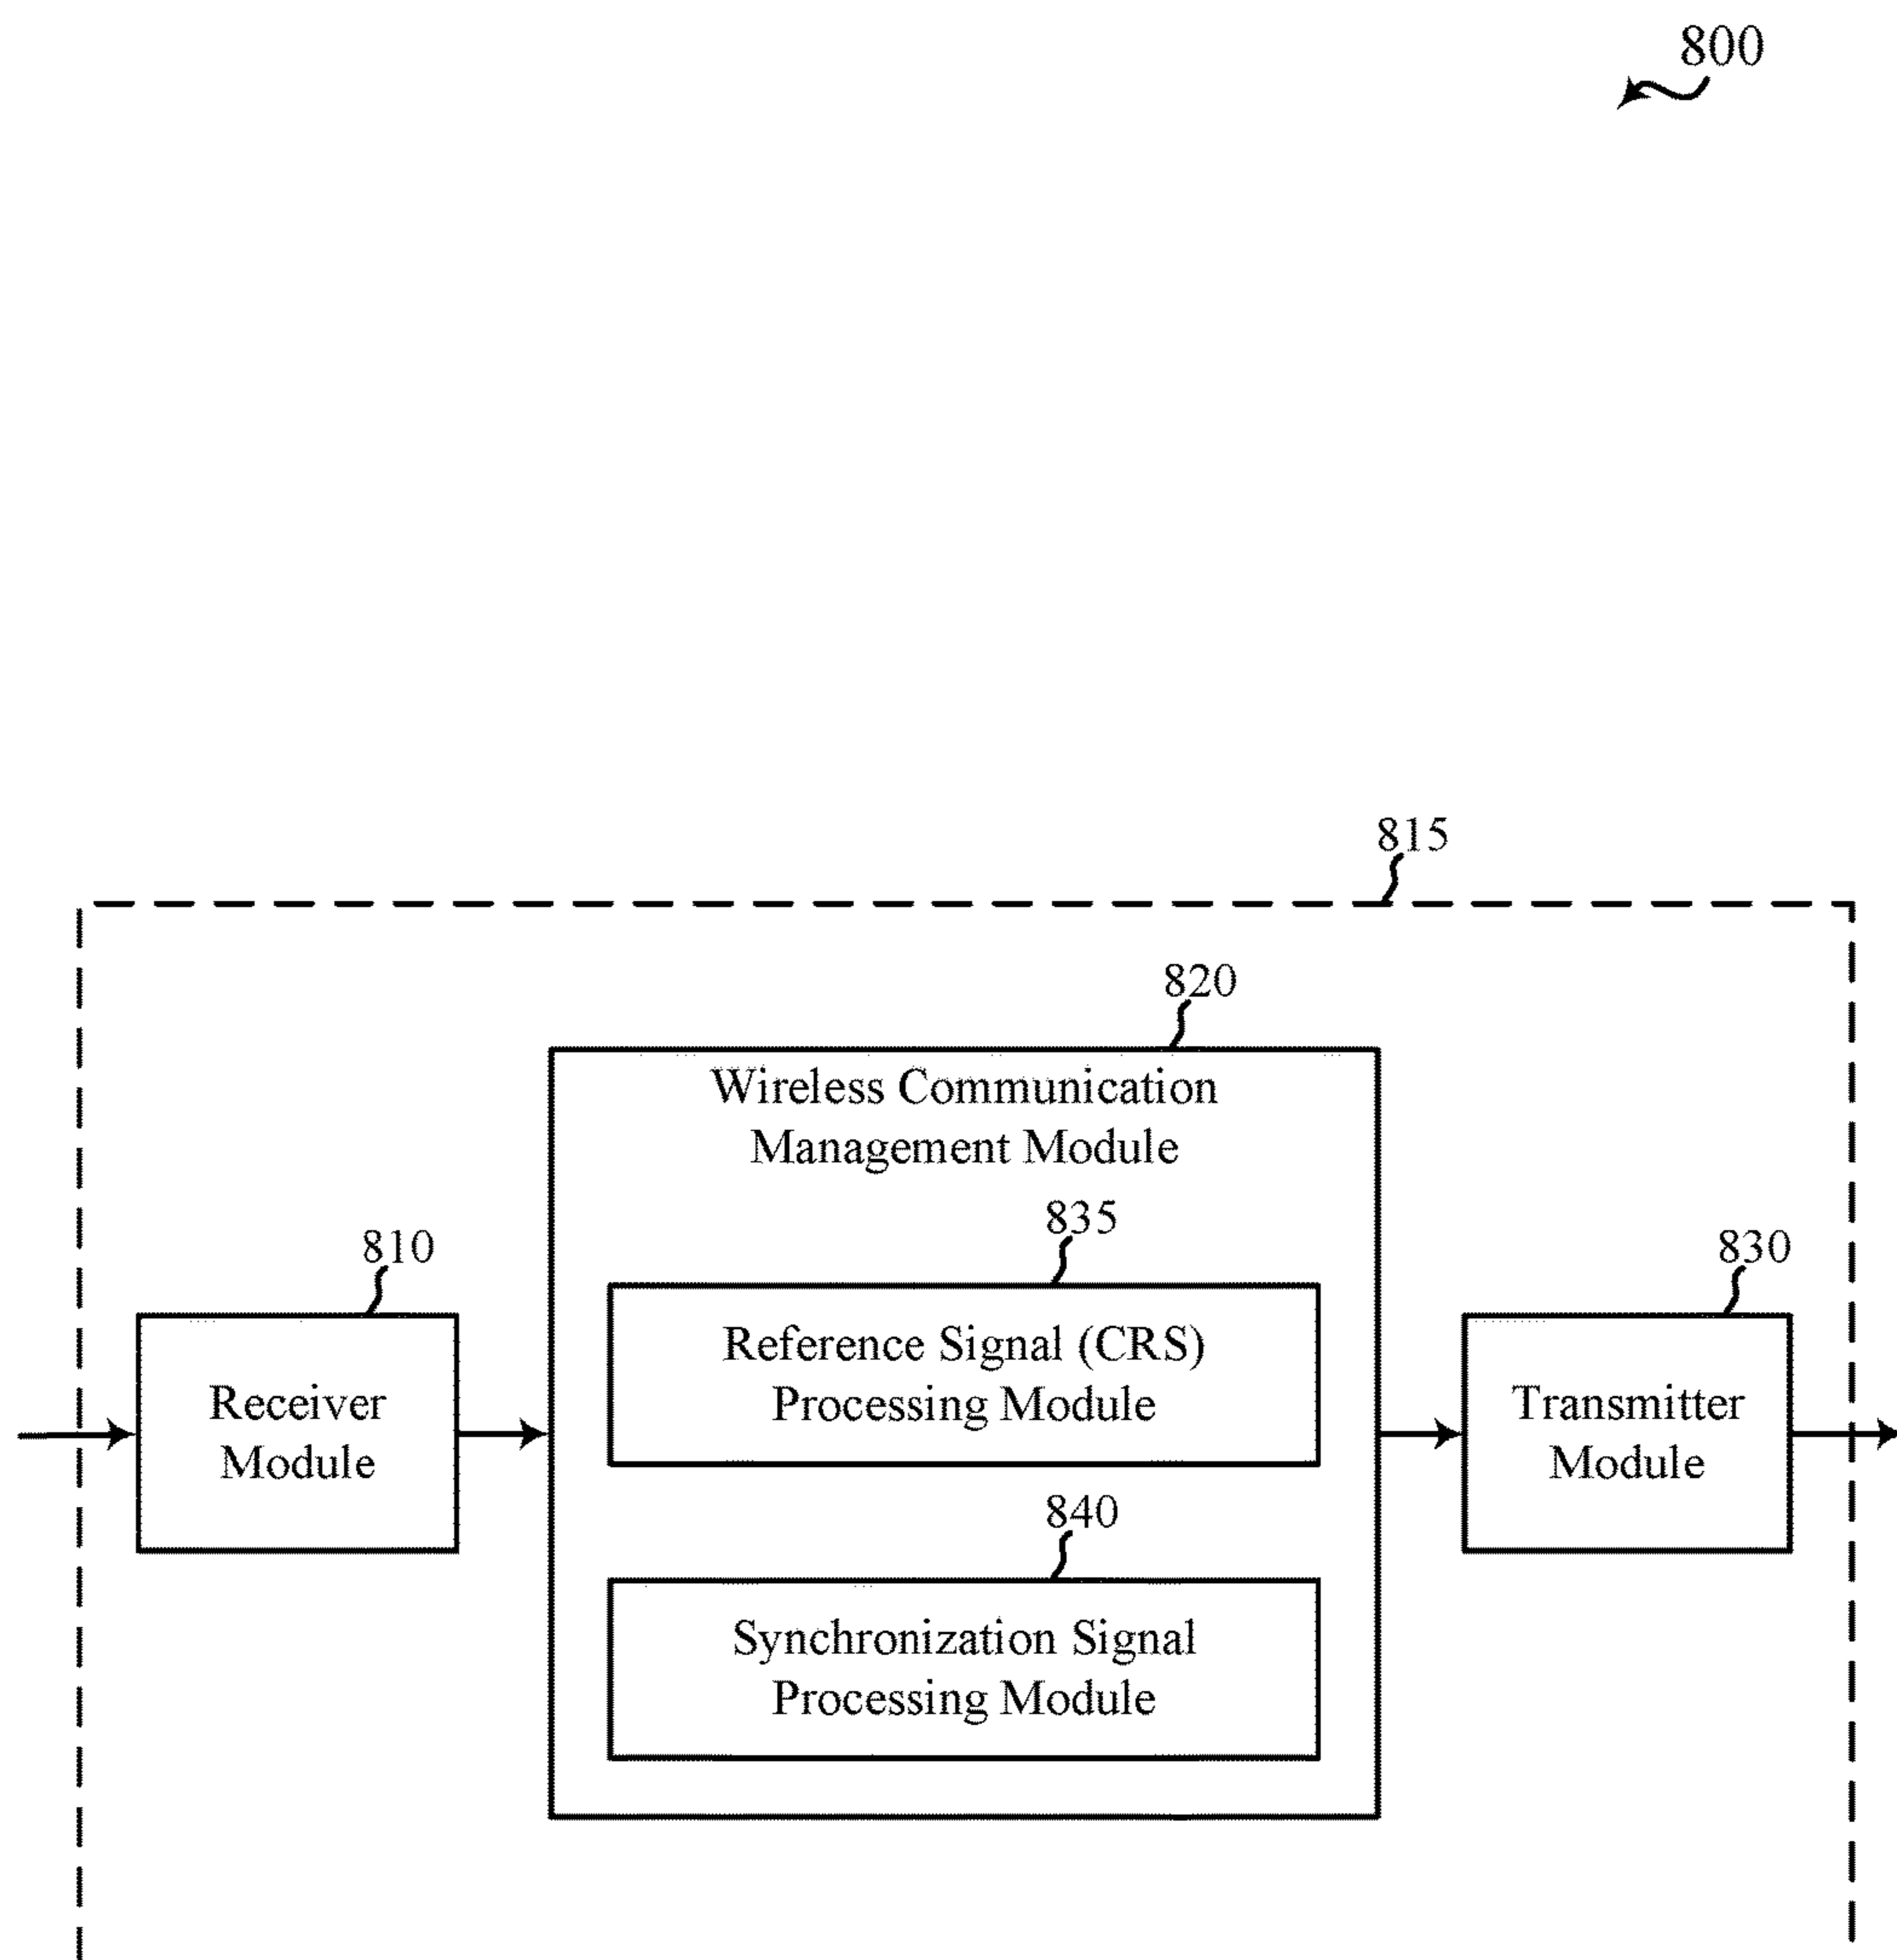 800
815
820
Wireless Communication
Management Module
835
810
830
Reference Signal (CRS)
Processing Module
Receiver
Module
Transmitter
Module
840
Synchronization Signal
Processing Module